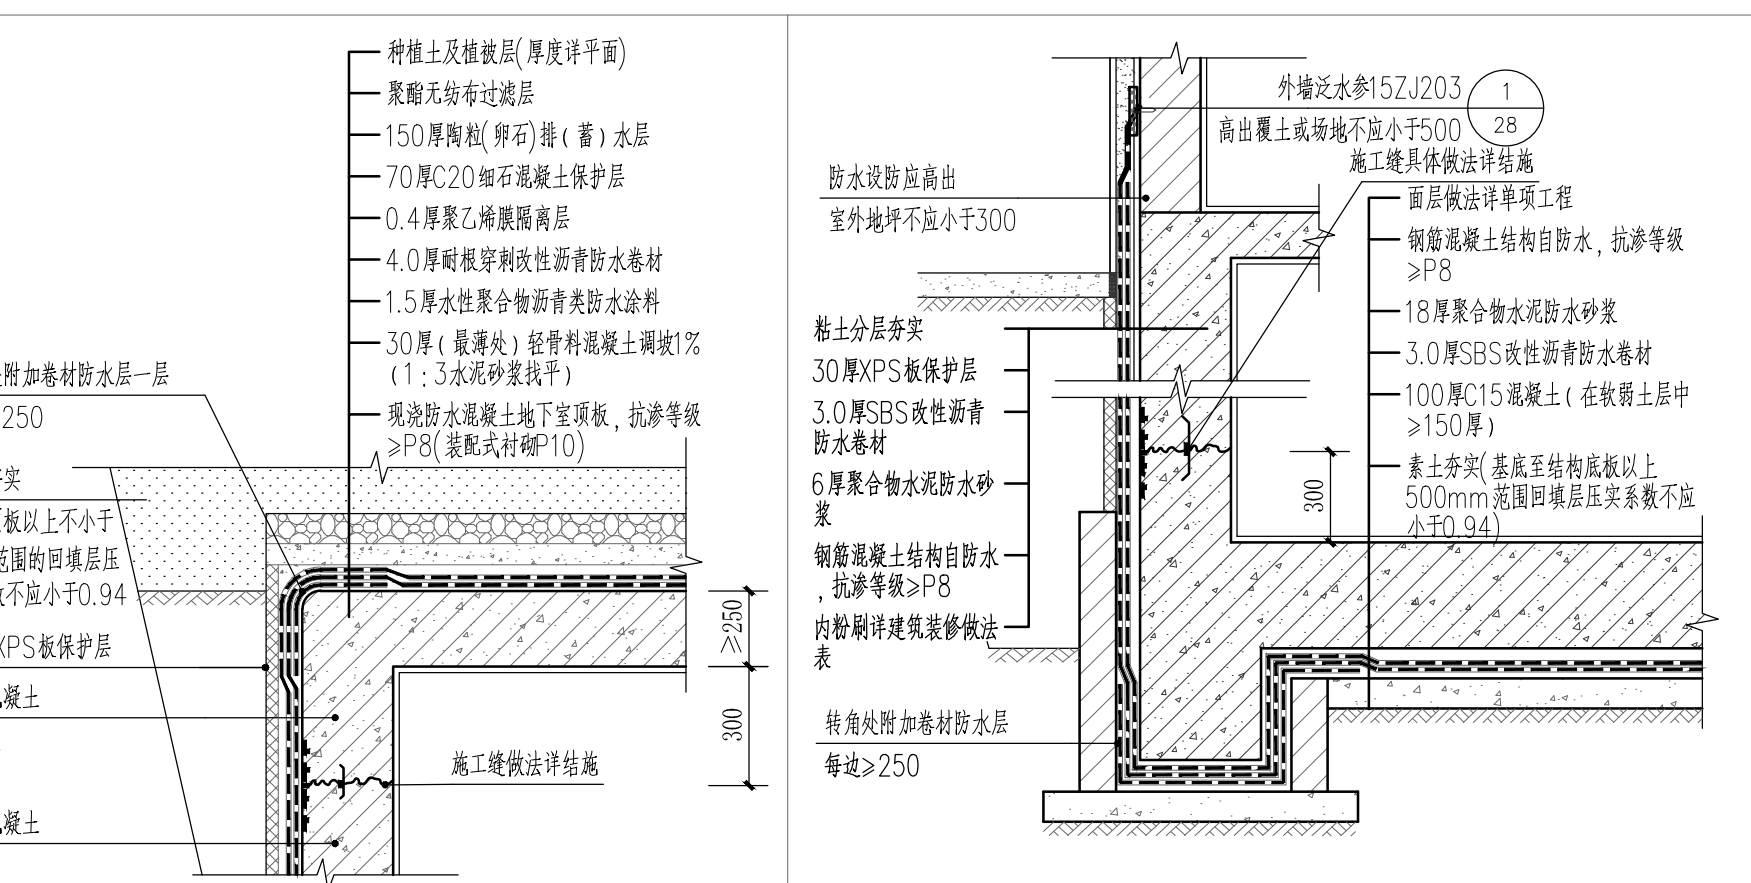 种植土及植被层(厚度详平面)
聚酯无纺布过滤层
150厚陶粒(卵石)排(蓄)水层
70厚C20细石混凝土保护层
0.4厚聚乙烯膜隔离层
4.0厚耐根穿刺改性沥青防水卷材
1.5厚水性聚合物沥青类防水涂料
30厚(最薄处)轻骨料混凝土调坡1%
(1:3水泥砂浆找平)
现浇防水混凝土地下室顶板,抗渗等级
≥P8(装配式衬砌P10)
附加卷材防水层一层
250
实
板以上不小于
范围的回填层压
不应小于0.94
XPS板保护层
凝土
凝土
≥250
300
施工缝做法详结施
外墙泛水参15ZJ203
1
28
高出覆土或场地不应小于500
施工缝具体做法详结施
防水设防应高出
室外地坪不应小于300
粘土分层夯实
30厚XPS板保护层
3.0厚SBS改性沥青
防水卷材
6厚聚合物水泥防水砂
浆
钢筋混凝土结构自防水
,抗渗等级≥P8
内粉刷详建筑装修做法
表
转角处附加卷材防水层
每边≥250
面层做法详单项工程
钢筋混凝土结构自防水,抗渗等级
≥P8
18厚聚合物水泥防水砂浆
3.0厚SBS改性沥青防水卷材
100厚C15混凝土(在软弱土层中
≥150厚)
素土夯实(基底至结构底板以上
500mm范围回填层压实系数不应
小于0.94)
300